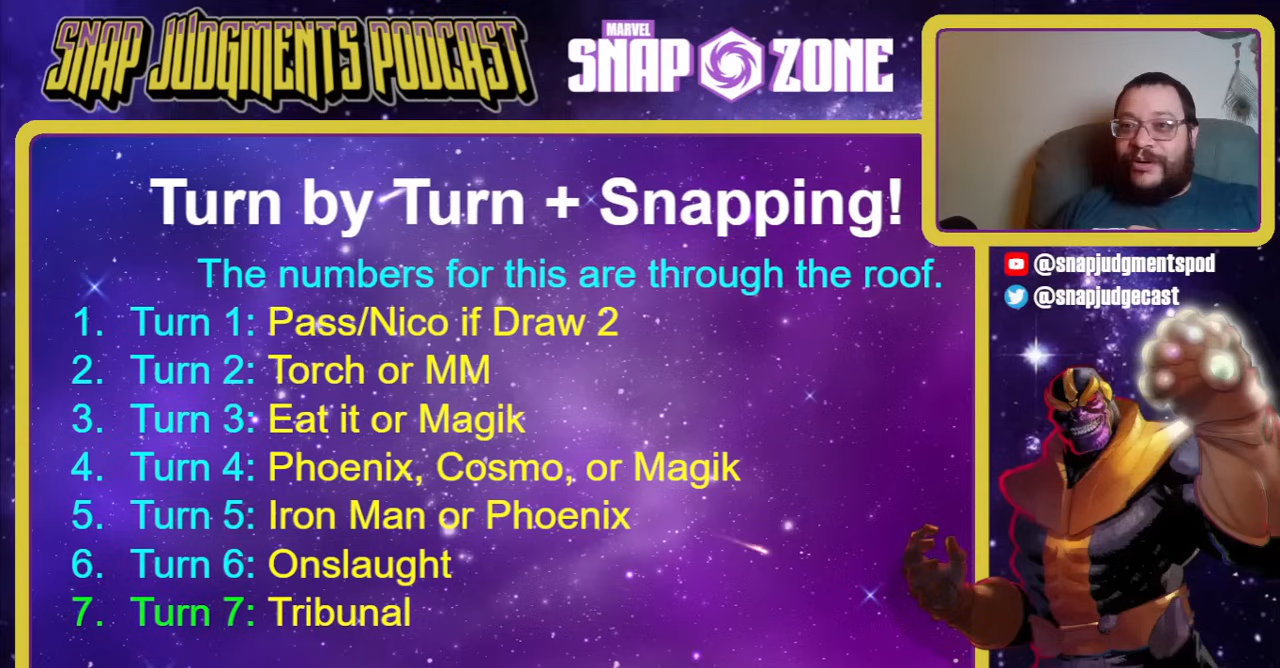 SNAP JUDGMENTS PODCAST
MARVEL
SNAP ZONE
Turn by Turn + Snapping!
The numbers for this are through the roof.
1. Turn 1: Pass/Nico if Draw 2
2. Turn 2: Torch or MM
3. Turn 3: Eat it or Magik
4. Turn 4: Phoenix, Cosmo, or Magik
5. Turn 5: Iron Man or Phoenix
6. Turn 6: Onslaught
7. Turn 7: Tribunal
@snapjudgmentspod
@snapjudgecast